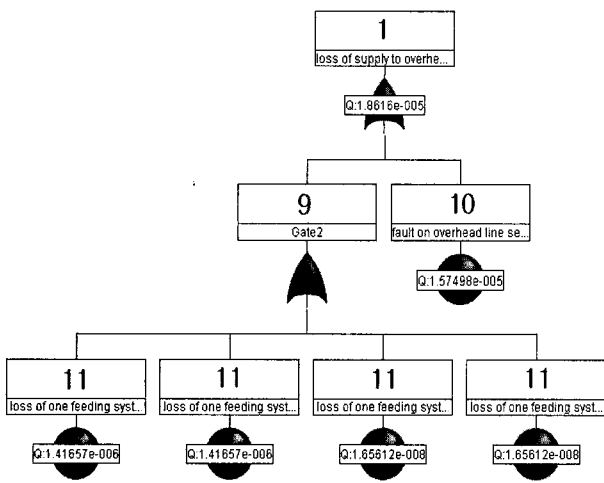 1
loss of supply to overhe...
Q:1.8616e-005
9
Gate2
10
fault on overhead line se...
Q:1.57498e-005
11
loss of one feeding syst...
Q:1.41657e-006
11
loss of one feeding syst...
Q:1.41657e-006
11
loss of one feeding syst...
Q:1.65612e-008
11
loss of one feeding syst...
Q:1.65612e-008